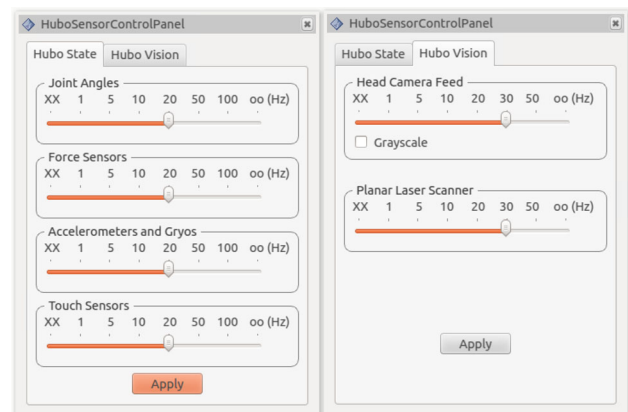 HuboSensorControlPanel
Hubo State Hubo Vision
Joint Angles
XX 1 5 10 20 50 100 oo (Hz)
Force Sensors
XX 1 5 10 20 50 100 oo (Hz)
Accelerometers and Gryos
XX 1 5 10 20 50 100 oo (Hz)
Touch Sensors
XX 1 5 10 20 50 100 oo (Hz)
Apply
HuboSensorControlPanel
Hubo State Hubo Vision
Head Camera Feed
XX 1 5 10 20 30 50 oo (Hz)
Grayscale
Planar Laser Scanner
XX 1 5 10 20 30 50 oo (Hz)
Apply